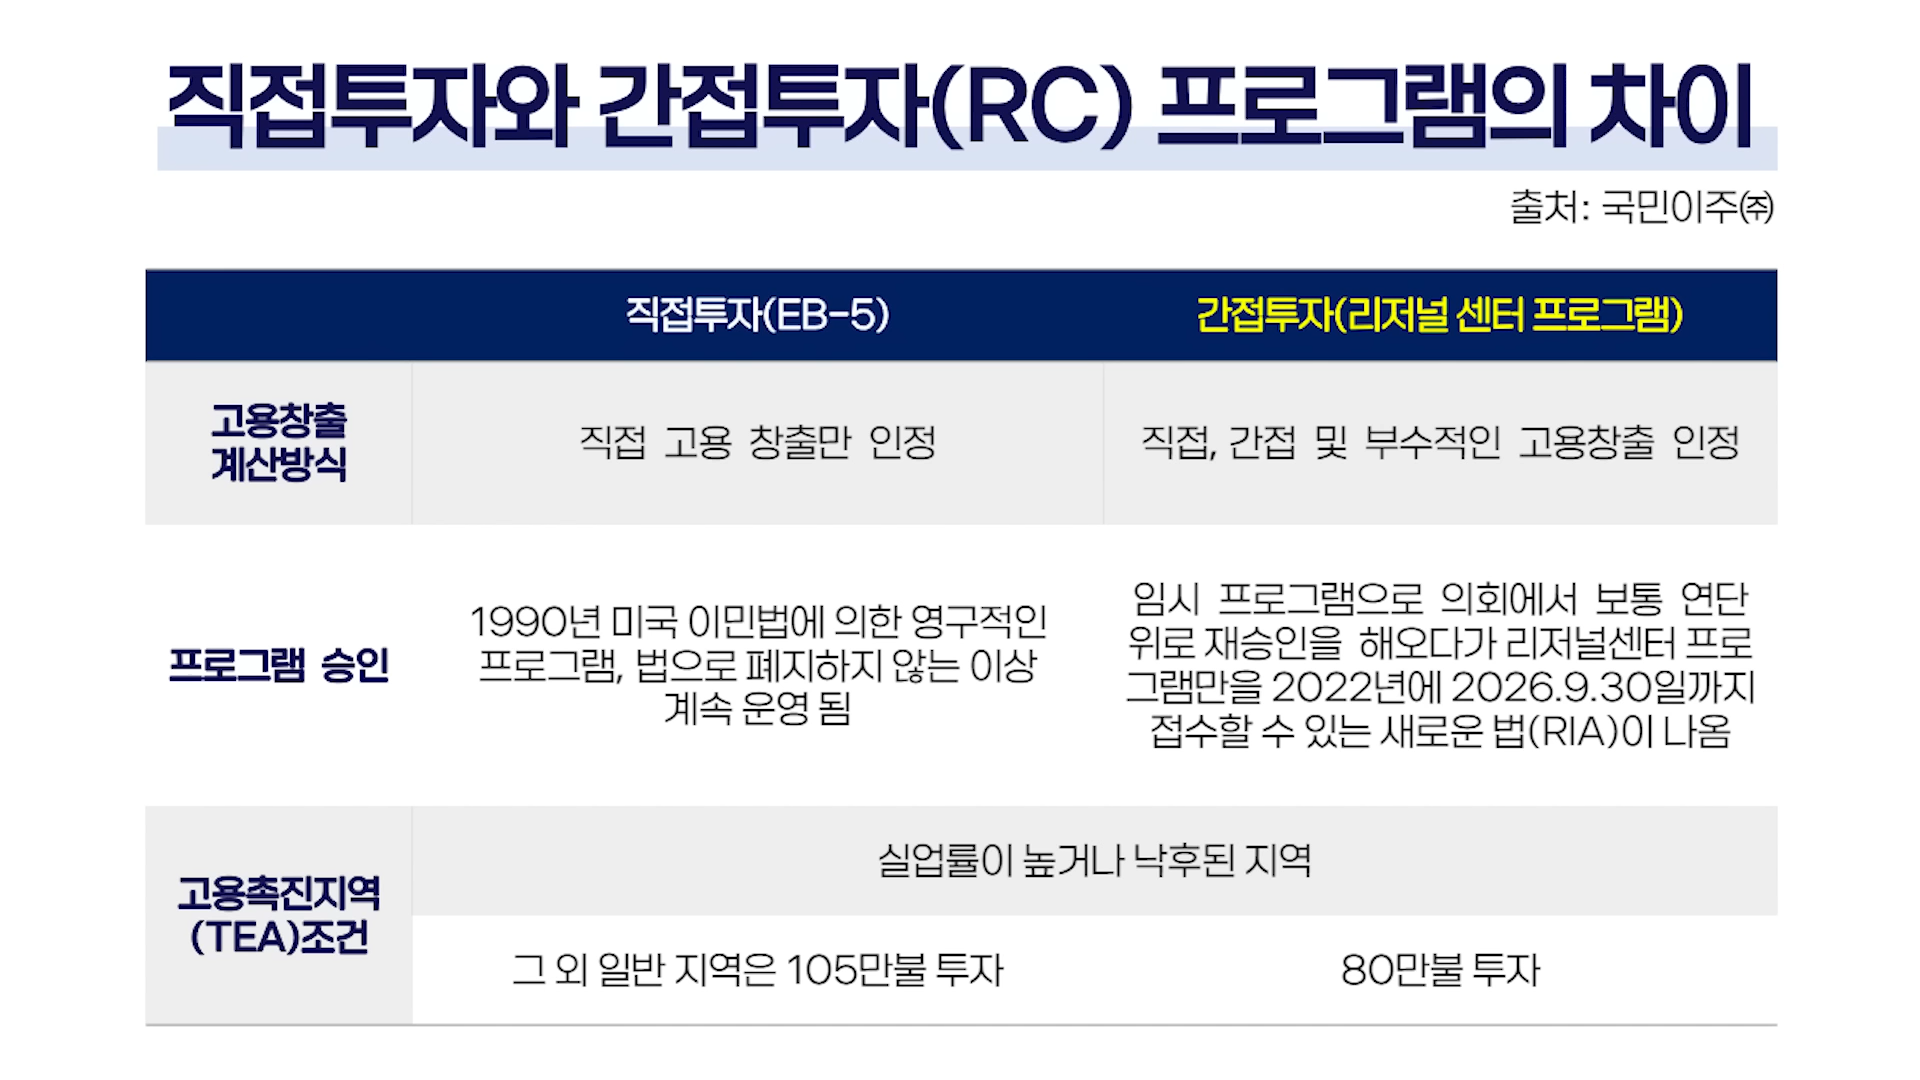 직접투자와 간접투자(RC) 프로그램의 차이
출처: 국민이주㈜
직접투자(EB-5)
간접투자(리저널 센터 프로그램)
고용창출
계산방식
직접 고용 창출만 인정
직접, 간접 및 부수적인 고용창출 인정
프로그램 승인
1990년 미국 이민법에 의한 영구적인
프로그램, 법으로 폐지하지 않는 이상
계속 운영 됨
임시 프로그램으로 의회에서 보통 연단
위로 재승인을 해오다가 리저널센터 프로
그램만을 2022년에 2026.9.30일까지
접수할 수 있는 새로운 법(RIA)이 나옴
고용촉진지역
(TEA)조건
실업률이 높거나 낙후된 지역
그 외 일반 지역은 105만불 투자
80만불 투자